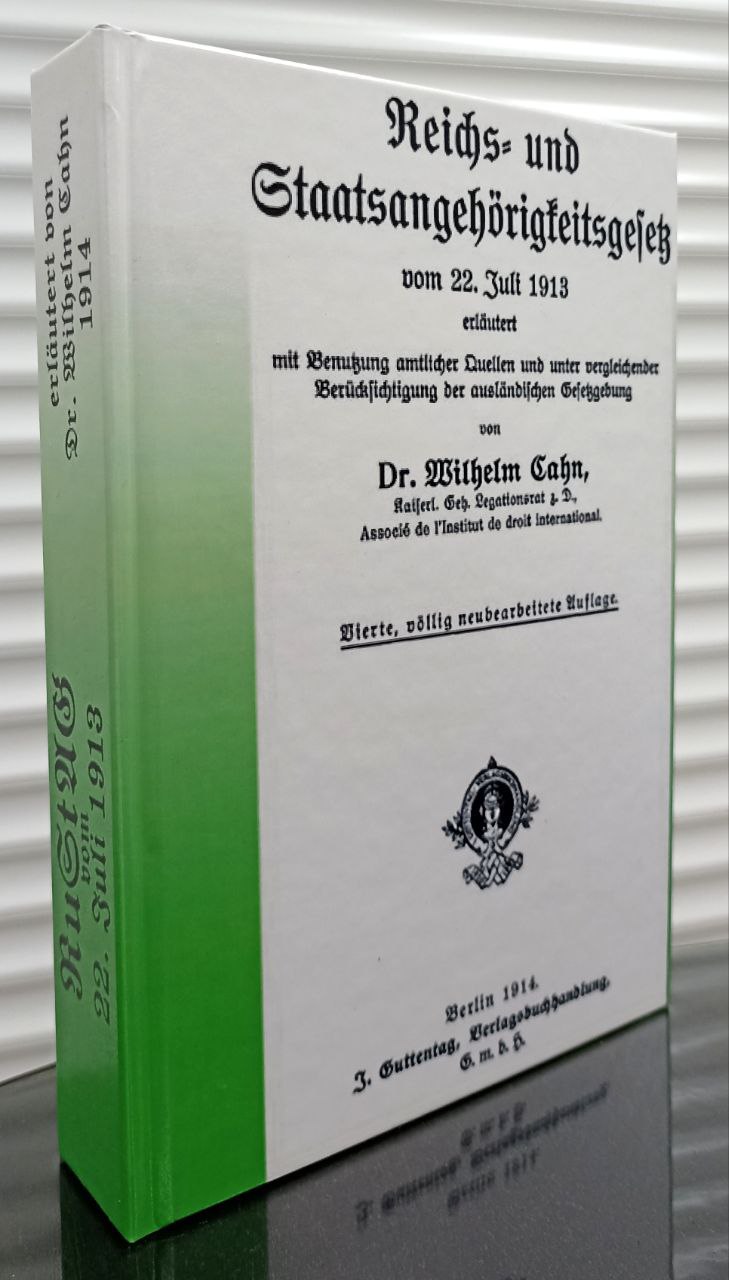 Reichs- und
Staatsangehörigkeitsgesetz
vom 22. Juli 1913
erläutert
mit Benutzung amtlicher Quellen und unter vergleichender
Berücksichtigung der ausländischen Gesetzgebung
von
Dr. Wilhelm Cahn,
Kaiserl. Geh. Legationsrat z. D.,
Associé de l'Institut de droit international.
Vierte, völlig neubearbeitete Auflage.
Berlin 1914.
J. Guttentag, Verlagsbuchhandlung,
G. m. b. H.
RuStAG
vom
22. Juli 1913
erläutert von
Dr. Wilhelm Cahn
1914